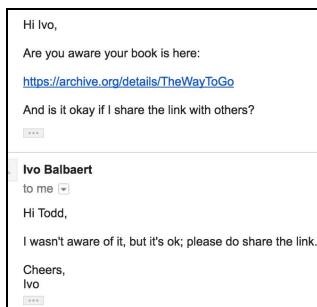 Hi Ivo,
Are you aware your book is here:
https://archive.org/details/TheWayToGo
And is it okay if I share the link with others?
Ivo Balbaert
to me
Hi Todd,
I wasn't aware of it, but it's ok; please do share the link.
Cheers,
Ivo